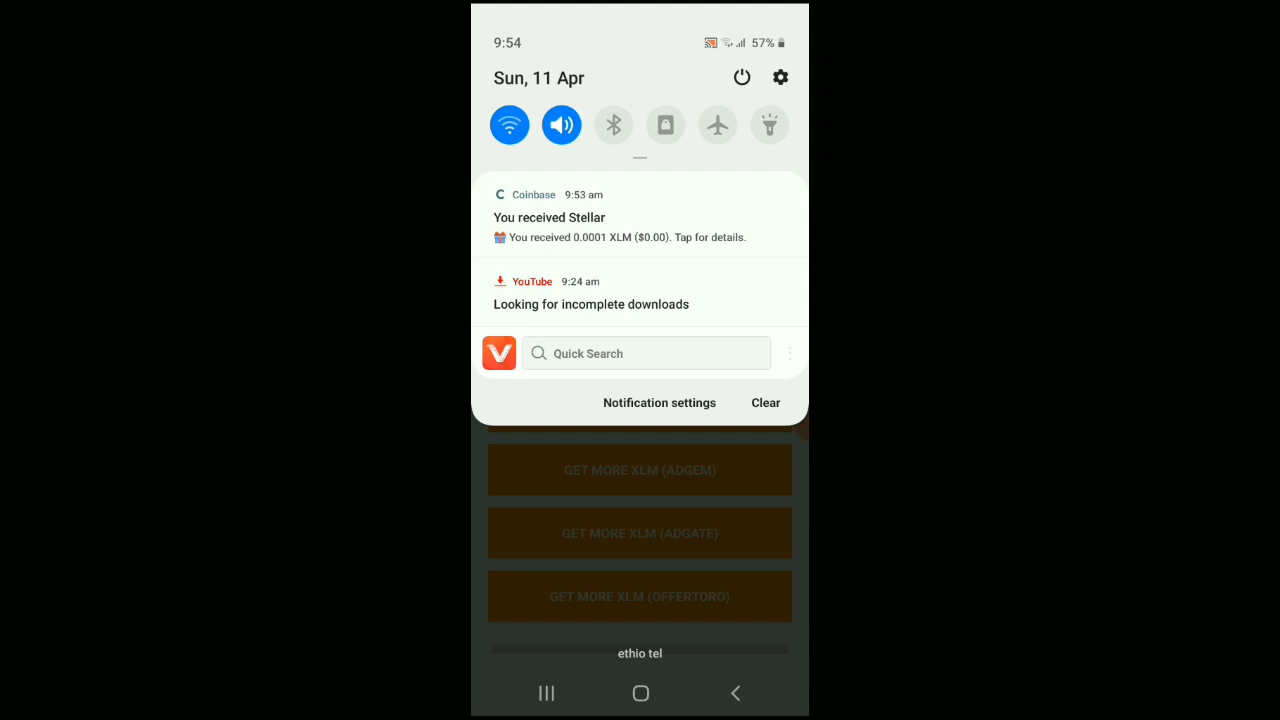 9:54
57%
Sun, 11 Apr
Coinbase 9:53 am
You received Stellar
You received 0.0001 XLM ($0.00). Tap for details.
YouTube 9:24 am
Looking for incomplete downloads
Quick Search
Notification settings
Clear
GET MORE XLM (ADGEM)
GET MORE XLM (ADGATE)
GET MORE XLM (OFFERTORO)
ethio tel